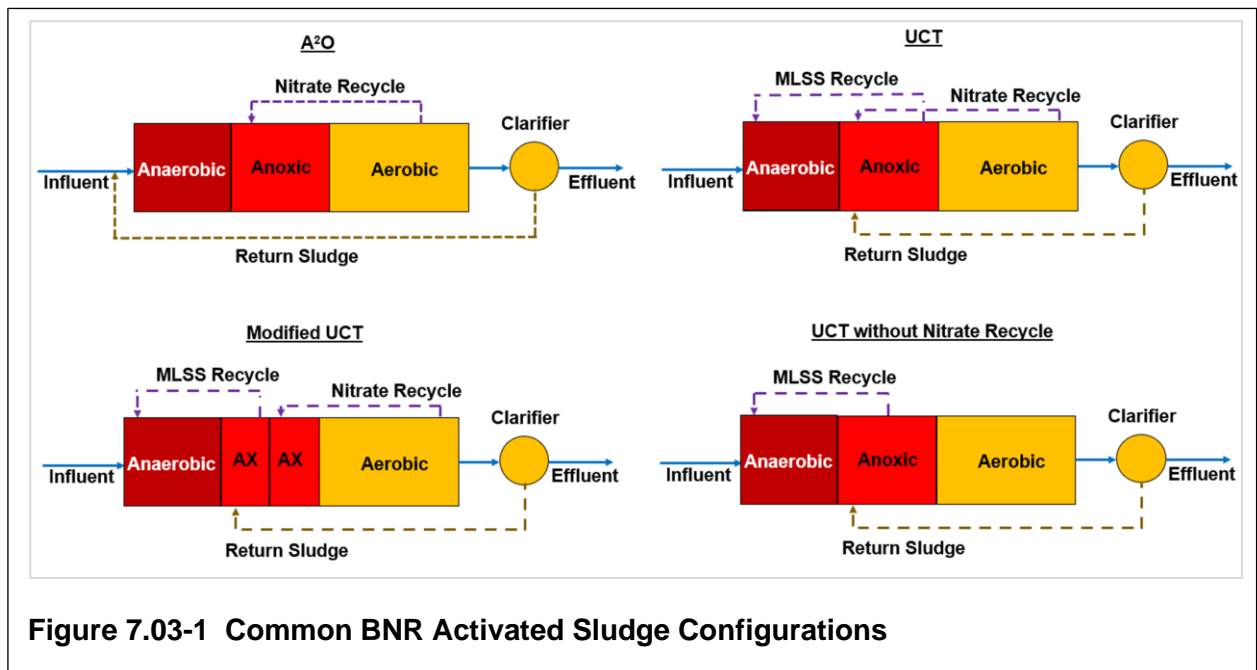 A²O
Nitrate Recycle
Clarifier
Anaerobic
Anoxic
Aerobic
Influent
Effluent
Return Sludge
UCT
MLSS Recycle
Nitrate Recycle
Clarifier
Anaerobic
Anoxic
Aerobic
Influent
Effluent
Return Sludge
Modified UCT
MLSS Recycle
Nitrate Recycle
Clarifier
Anaerobic
AX
AX
Aerobic
Influent
Effluent
Return Sludge
UCT without Nitrate Recycle
MLSS Recycle
Clarifier
Anaerobic
Anoxic
Aerobic
Influent
Effluent
Return Sludge
Figure 7.03-1 Common BNR Activated Sludge Configurations